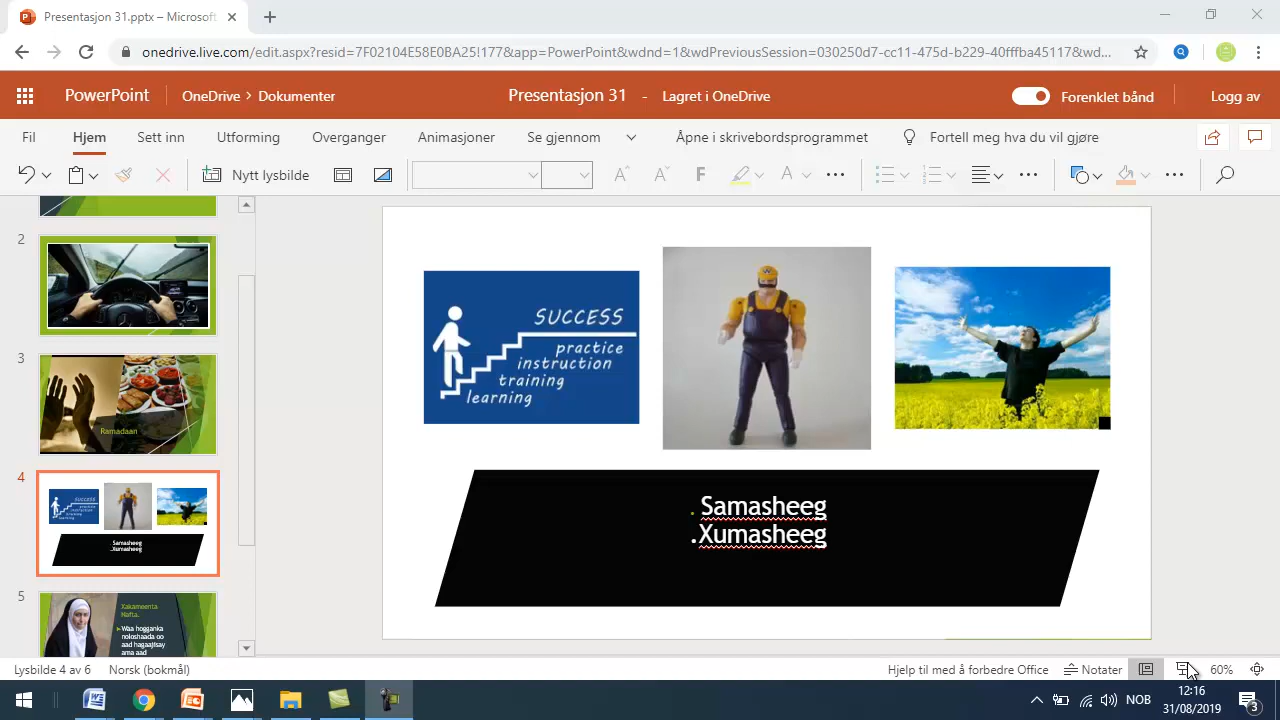 Presentasjon 31.pptx – Microsoft
onedrive.live.com/edit.aspx?resid=7F02104E58E0BA25!177&app=PowerPoint&wdnd=1&wdPreviousSession=030250d7-cc11-475d-b229-40fffba45117&wd...
PowerPoint OneDrive > Dokumenter Presentasjon 31 - Lagret i OneDrive Forenklet bånd Logg av
Fil Hjem Sett inn Utforming Overganger Animasjoner Se gjennom Åpne i skrivebordsprogrammet Fortell meg hva du vil gjøre
Nytt lysbilde F A
2
3
Ramadaan
4
SUCCESS
practice
instruction
training
learning
Samasheeg
.Xumasheeg
5
Xakameenta
Nafta.
Waa hogganka
noloshaada oo
aad hagaajisay
ama aad
SUCCESS
practice
instruction
training
learning
. Samasheeg
.Xumasheeg
Lysbilde 4 av 6 Norsk (bokmål) Hjelp til med å forbedre Office Notater 60%
NOB 12:16
31/08/2019 3